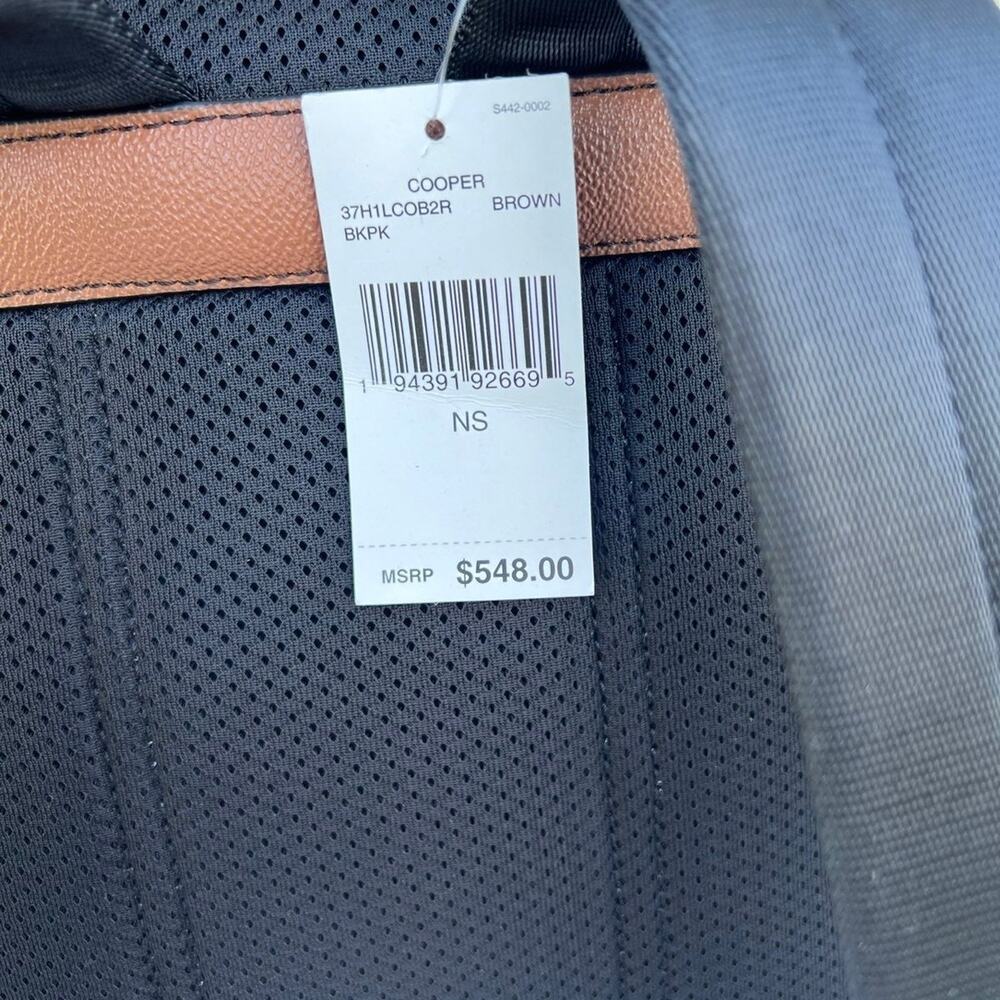 S442-0002
COOPER
37H1LCOB2R BROWN
BKPK
1 94391 92669 5
NS
MSRP $548.00